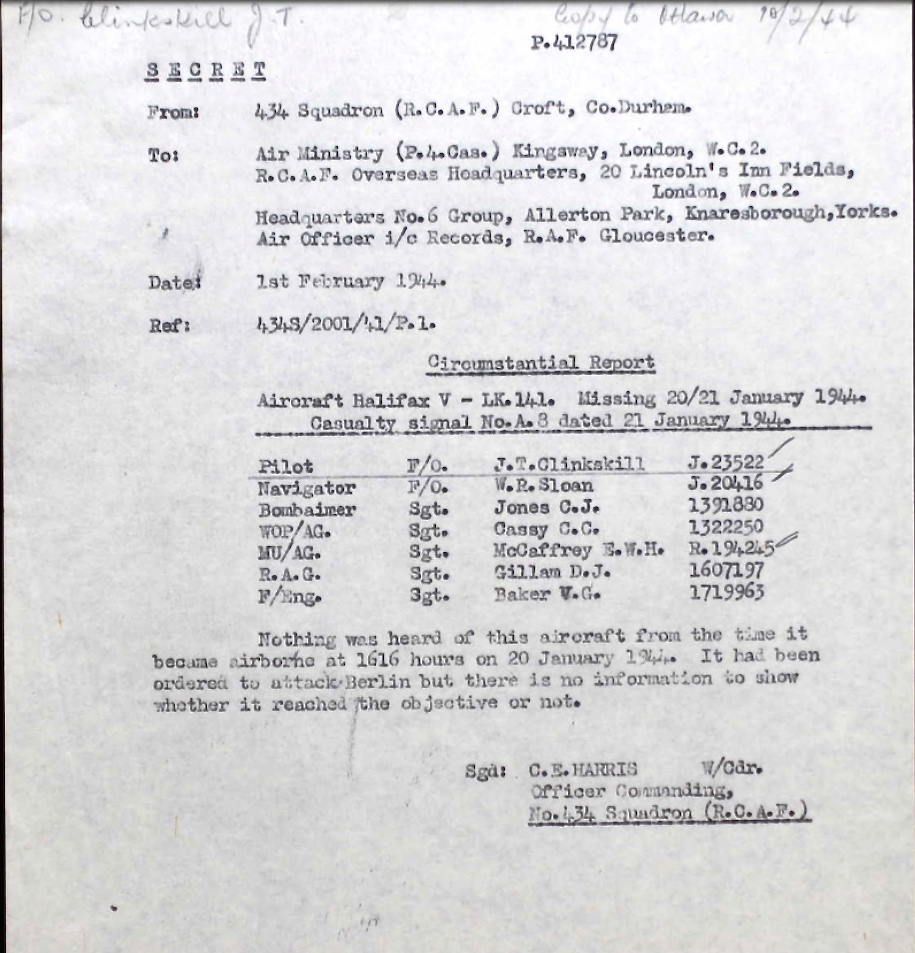 F/O. Clinkskill J.T. Copy to Ottawa 10/2/44
P.412787
SECRET
From: 434 Squadron (R.C.A.F.) Croft, Co.Durham.
To: Air Ministry (P.4.Cas.) Kingsway, London, W.C.2.
R.C.A.F. Overseas Headquarters, 20 Lincoln's Inn Fields,
London, W.C.2.
Headquarters No.6 Group, Allerton Park, Knaresborough,Yorks.
Air Officer i/c Records, R.A.F. Gloucester.
Date: 1st February 1944.
Ref: 434S/2001/41/P.1.
Circumstantial Report
Aircraft Halifax V - LK.141. Missing 20/21 January 1944.
Casualty signal No.A.8 dated 21 January 1944.
Pilot F/O. J.T.Clinkskill J.23522
Navigator F/O. W.R.Sloan J.20416
Bombaimer Sgt. Jones C.J. 1391880
WOP/AG. Sgt. Cassy C.C. 1322250
MU/AG. Sgt. McCaffrey E.W.H. R.194245
R.A.G. Sgt. Gillam D.J. 1607197
F/Eng. Sgt. Baker W.G. 1719963
Nothing was heard of this aircraft from the time it
became airborne at 1616 hours on 20 January 1944. It had been
ordered to attack Berlin but there is no information to show
whether it reached the objective or not.
Sgd: C.E.HARRIS W/Cdr.
Officer Commanding,
No.434 Squadron (R.C.A.F.)